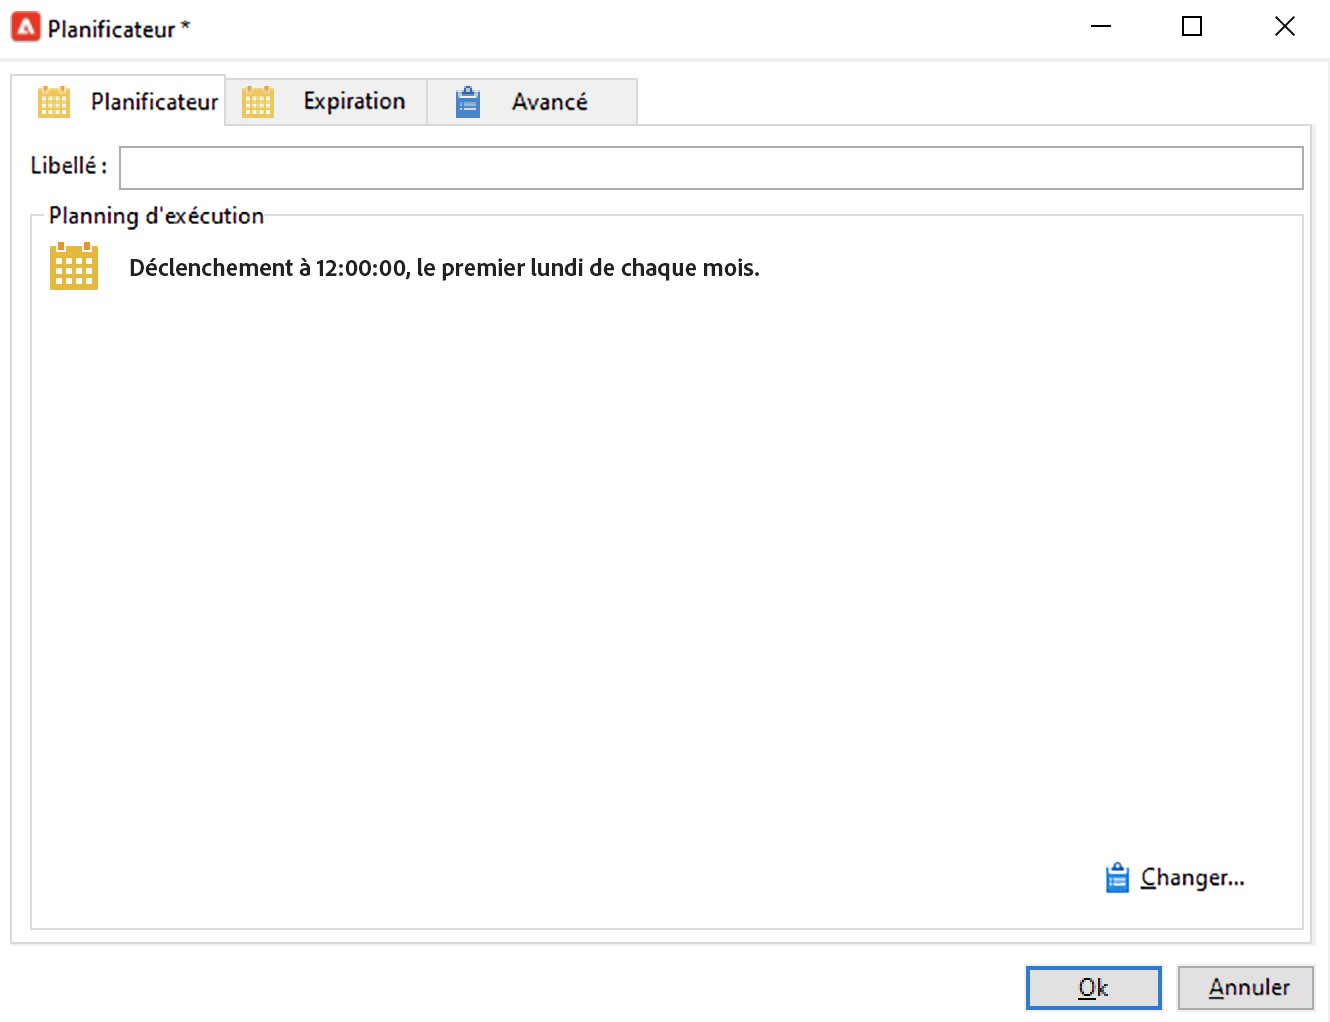 Planificateur *
Planificateur Expiration Avancé
Libellé :
Planning d'exécution
Déclenchement à 12:00:00, le premier lundi de chaque mois.
Changer...
Ok Annuler